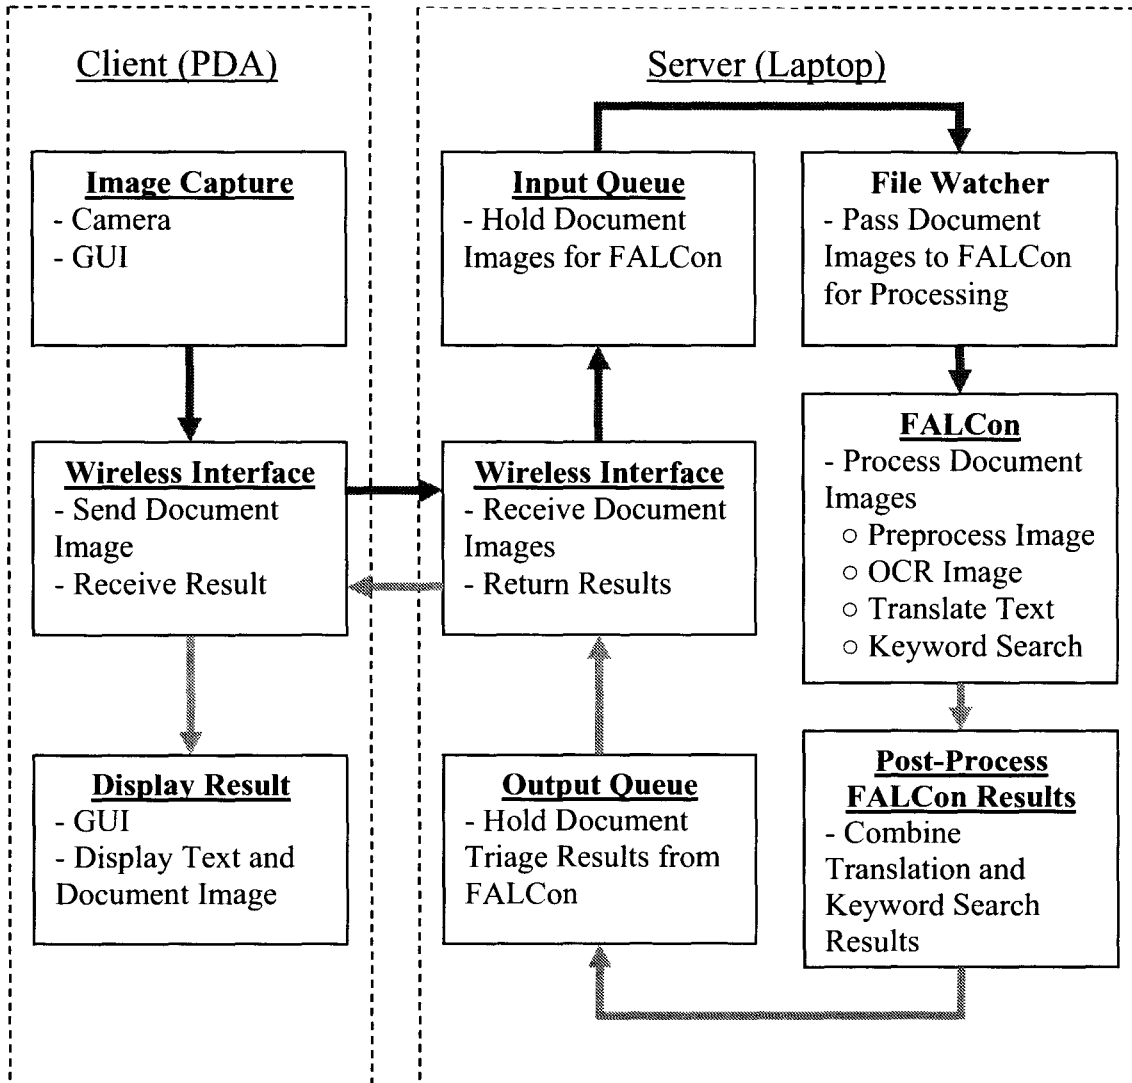 Client (PDA)
Image Capture
- Camera
- GUI
Wireless Interface
- Send Document
Image
- Receive Result
Display Result
- GUI
- Display Text and
Document Image
Server (Laptop)
Input Queue
- Hold Document
Images for FALCon
File Watcher
- Pass Document
Images to FALCon
for Processing
Wireless Interface
- Receive Document
Images
- Return Results
FALCon
- Process Document
Images
○ Preprocess Image
○ OCR Image
○ Translate Text
○ Keyword Search
Output Queue
- Hold Document
Triage Results from
FALCon
Post-Process
FALCon Results
- Combine
Translation and
Keyword Search
Results